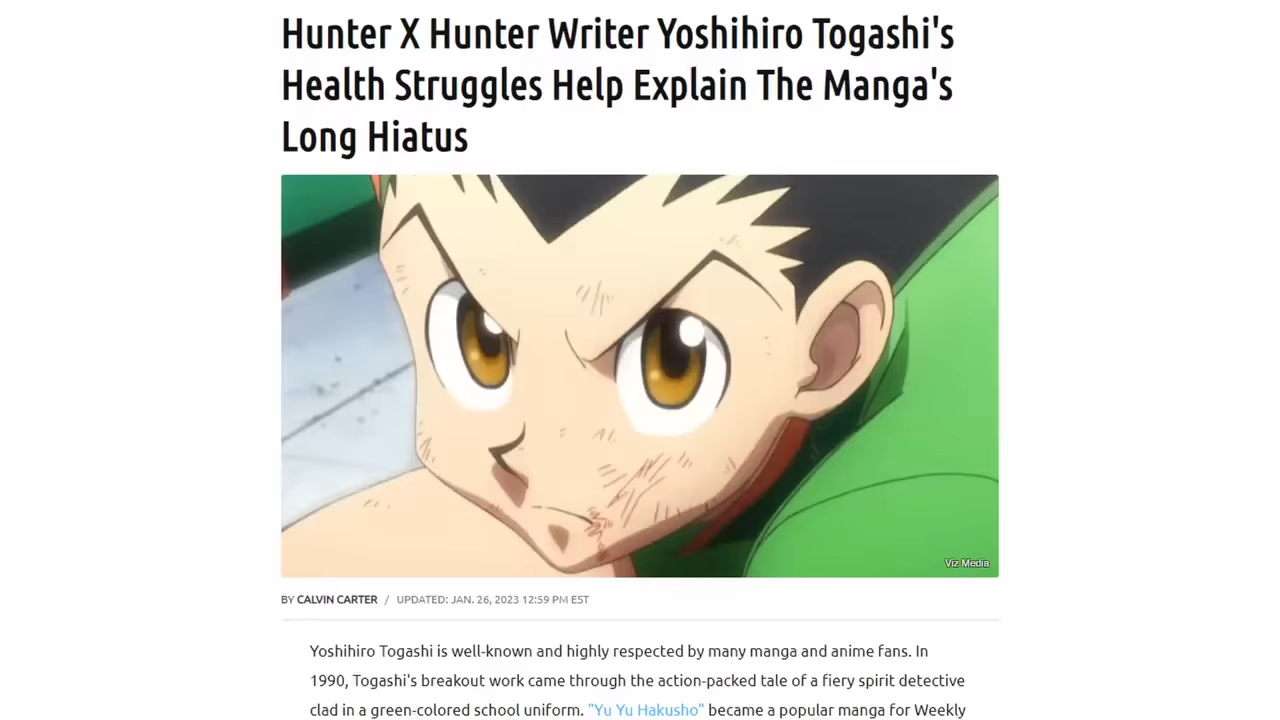 Hunter X Hunter Writer Yoshihiro Togashi's
Health Struggles Help Explain The Manga's
Long Hiatus
Viz Media
BY CALVIN CARTER / UPDATED: JAN. 26, 2023 12:59 PM EST
Yoshihiro Togashi is well-known and highly respected by many manga and anime fans. In
1990, Togashi's breakout work came through the action-packed tale of a fiery spirit detective
clad in a green-colored school uniform. "Yu Yu Hakusho" became a popular manga for Weekly